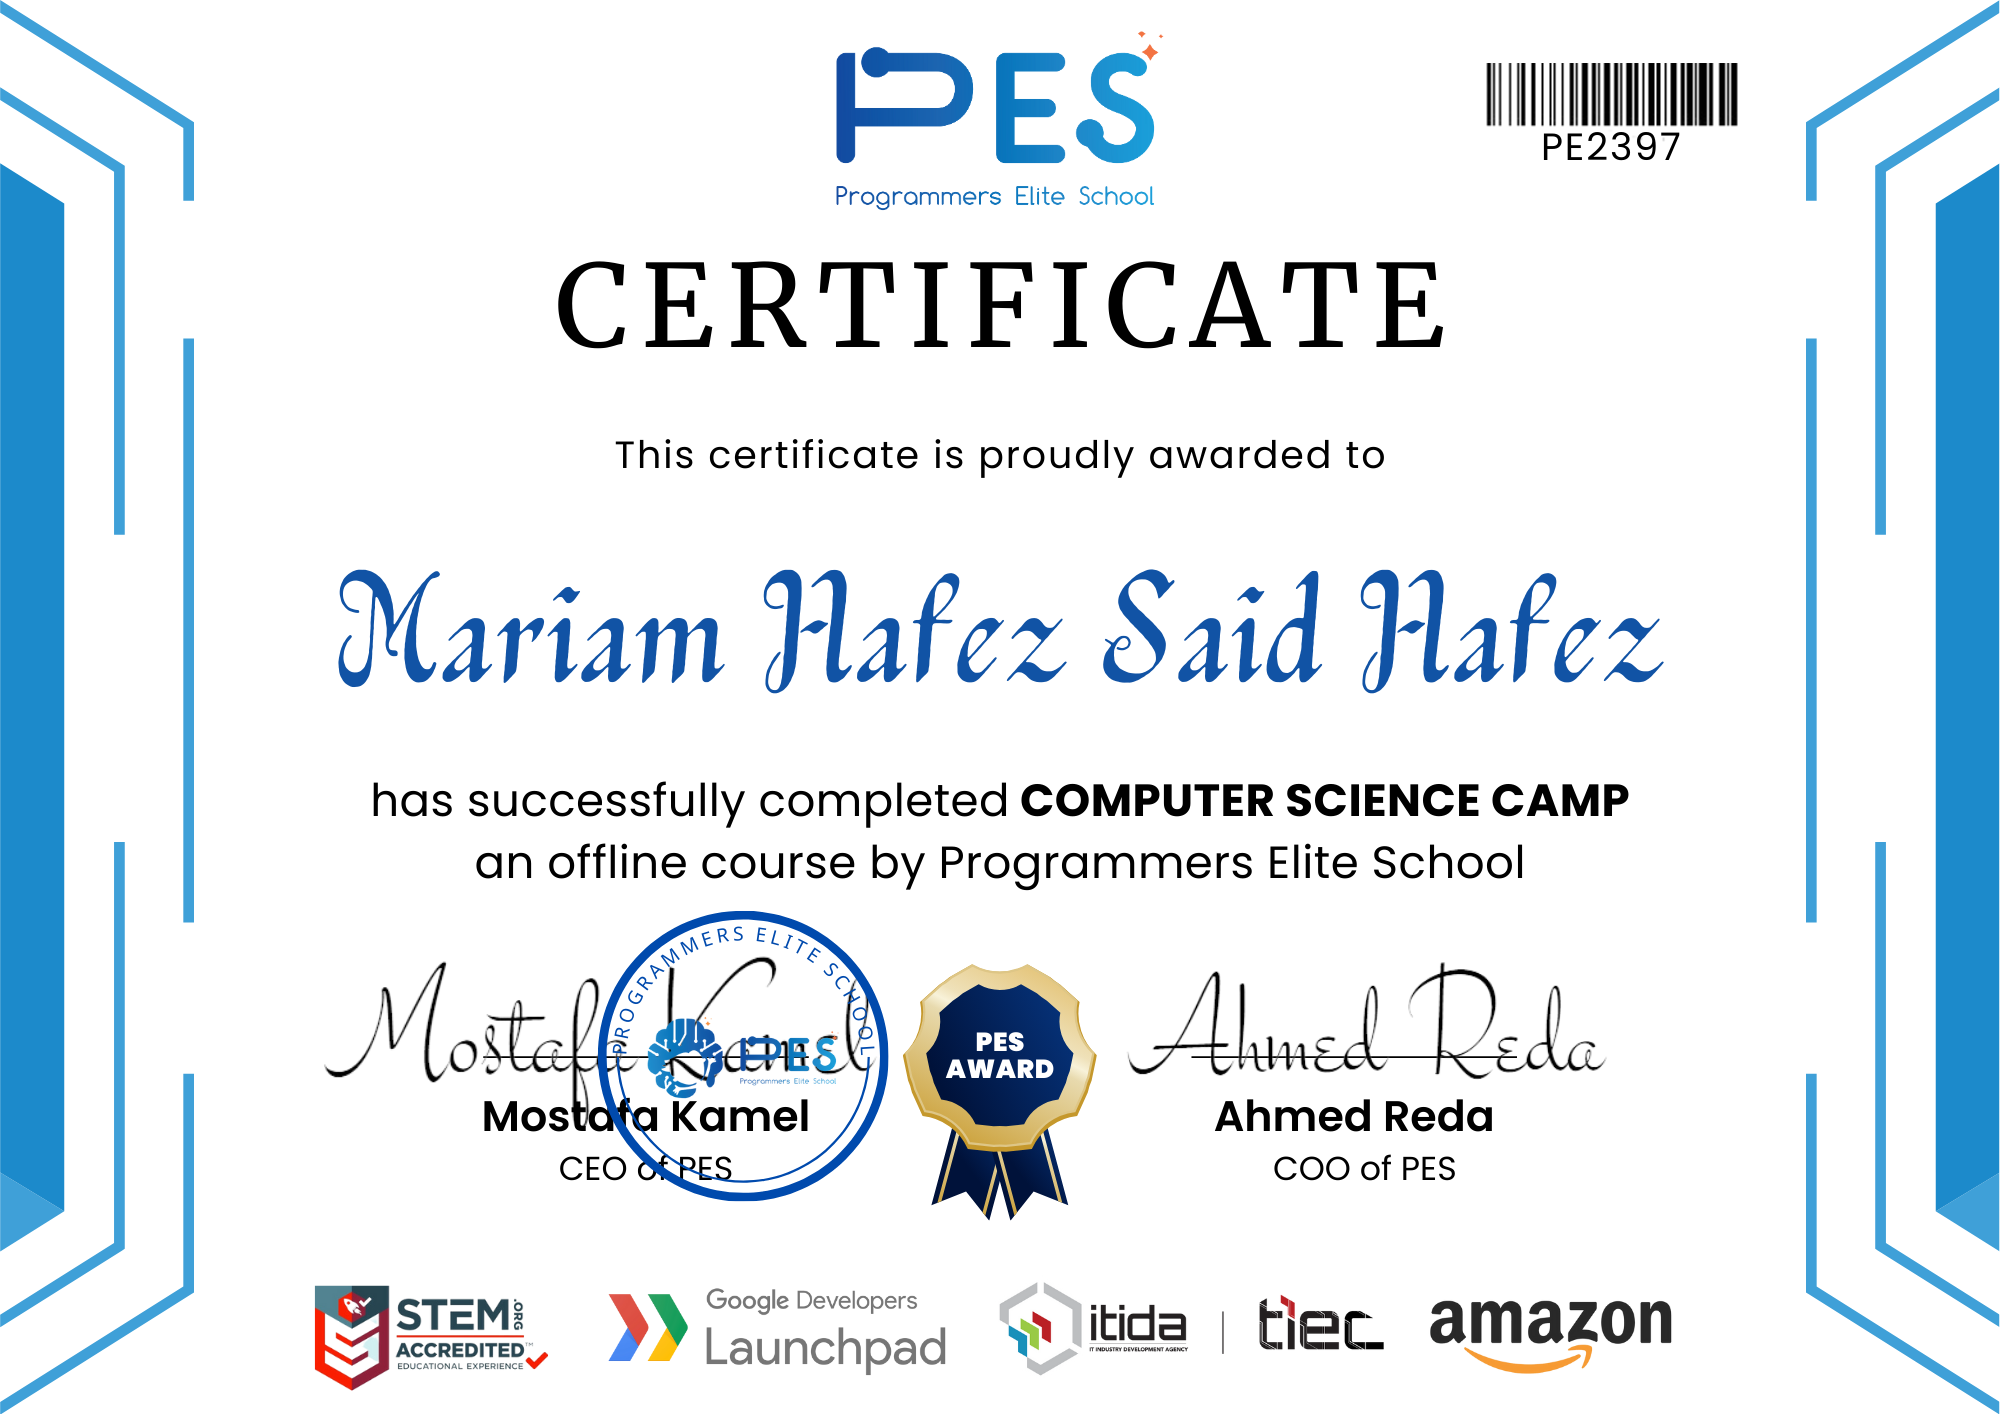 PES
Programmers Elite School
PE2397
CERTIFICATE
This certificate is proudly awarded to
Mariam Hafez Said Hafez
has successfully completed COMPUTER SCIENCE CAMP
an offline course by Programmers Elite School
Mostafa Kamel
PROGRAMMERS ELITE SCHOOL
PES
Programmers Elite School
Mostafa Kamel
CEO of PES
PES
AWARD
Ahmed Reda
Ahmed Reda
COO of PES
STEM.ORG
ACCREDITED™
EDUCATIONAL EXPERIENCE
Google Developers
Launchpad
itida
IT INDUSTRY DEVELOPMENT AGENCY
tiec
amazon